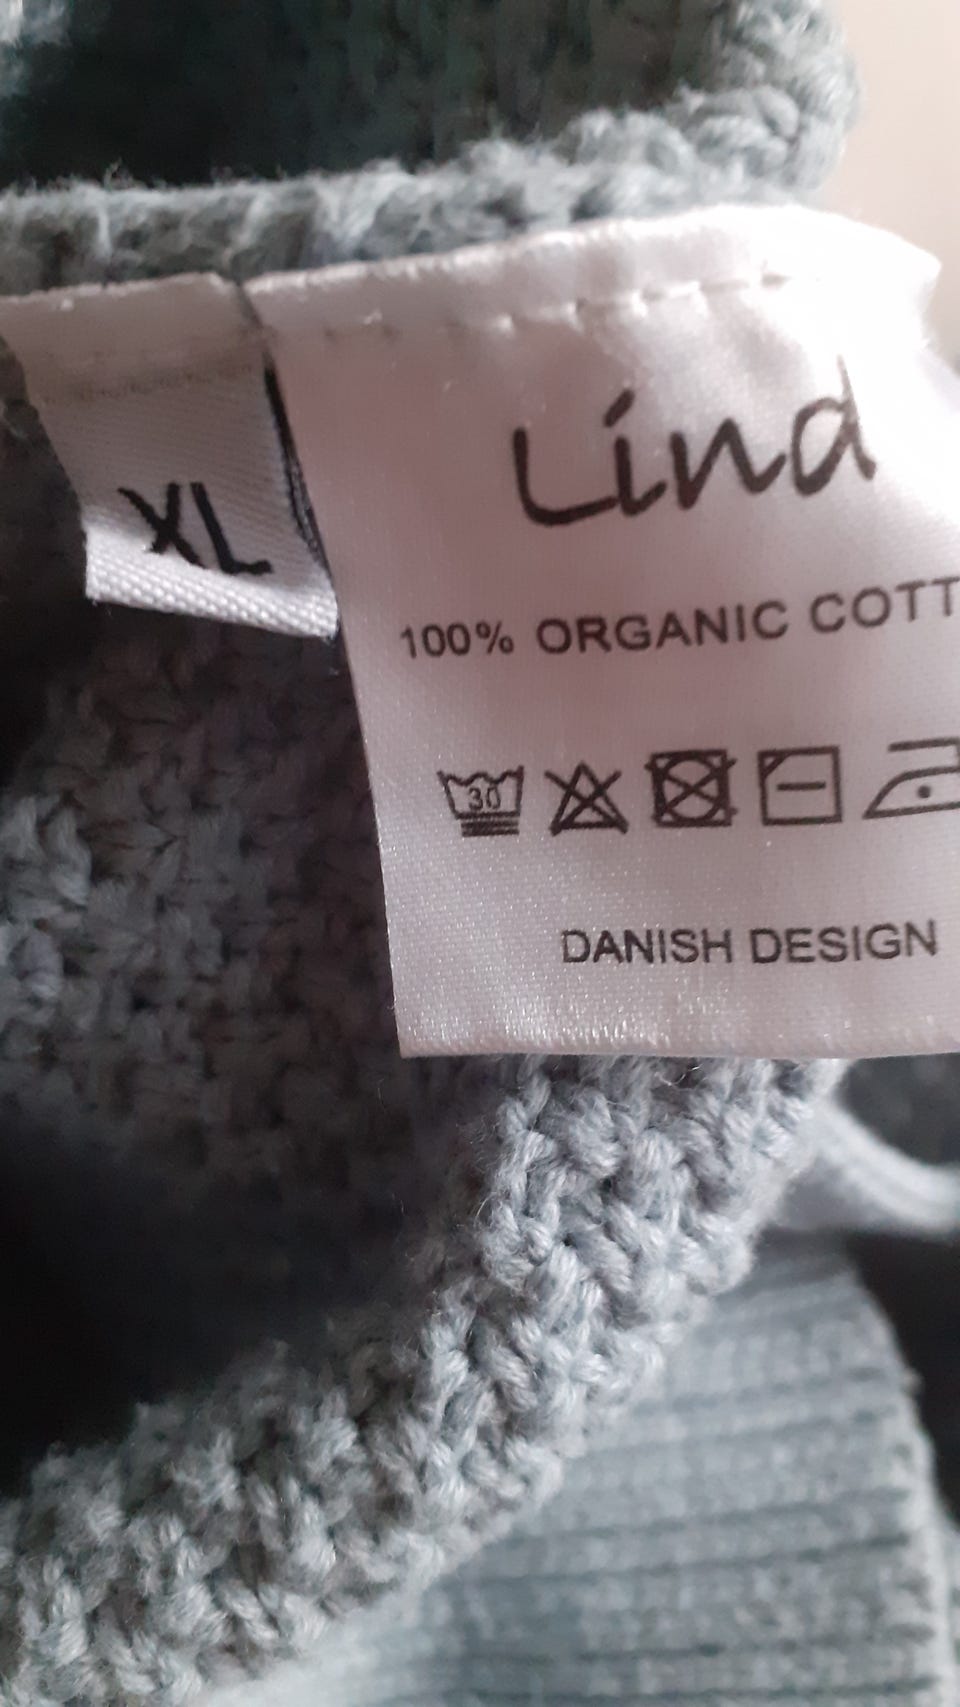 Lind
XL
100% ORGANIC COTT
30
DANISH DESIGN